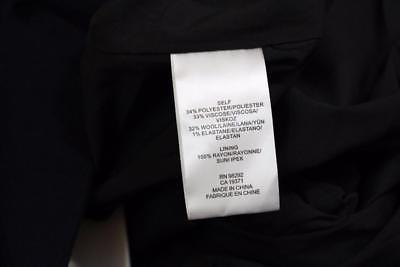 SELF
34% POLYESTER/POLIESTER
33% VISCOSE/VISCOSA/
VISKOZ
32% WOOL/LAINE/LANA/YÜN
1% ELASTANE/ELASTANO/
ELASTAN
LINING
100% RAYON/RAYONNE/
SUNI IPEK
RN 98292
CA 19371
MADE IN CHINA
FABRIQUE EN CHINE